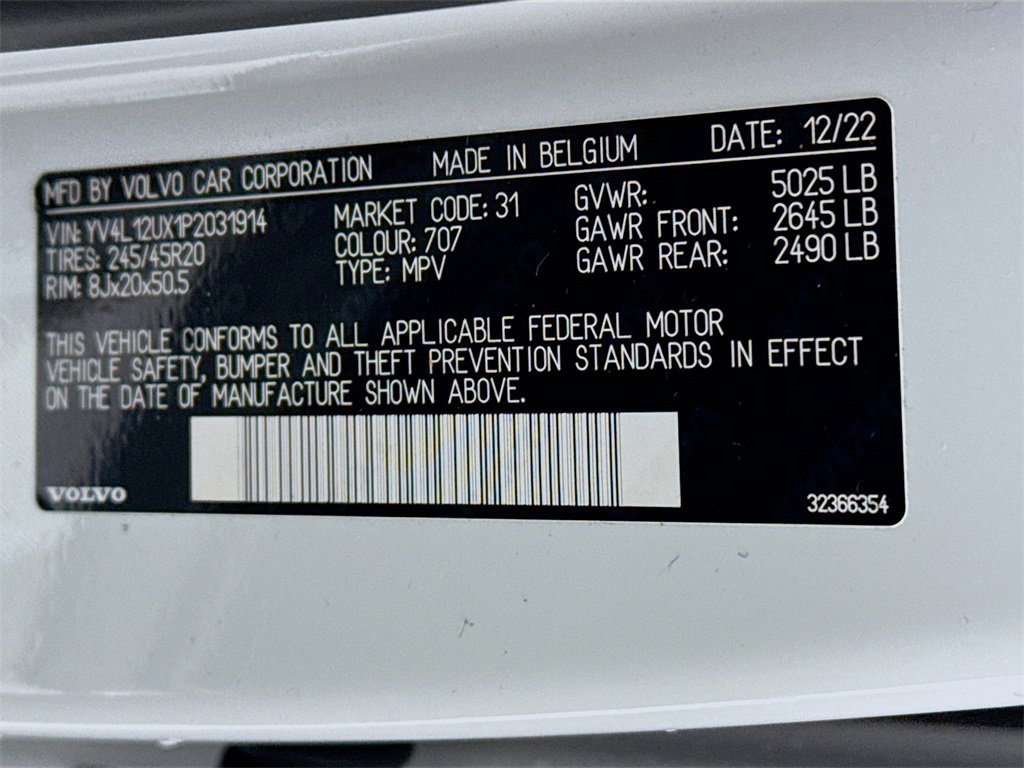 MFD BY VOLVO CAR CORPORATION MADE IN BELGIUM DATE: 12/22
VIN: YV4L12UX1P2031914 MARKET CODE: 31 GVWR: 5025 LB
TIRES: 245/45R20 COLOUR: 707 GAWR FRONT: 2645 LB
RIM: 8Jx20x50.5 TYPE: MPV GAWR REAR: 2490 LB
THIS VEHICLE CONFORMS TO ALL APPLICABLE FEDERAL MOTOR
VEHICLE SAFETY, BUMPER AND THEFT PREVENTION STANDARDS IN EFFECT
ON THE DATE OF MANUFACTURE SHOWN ABOVE.
VOLVO 32366354